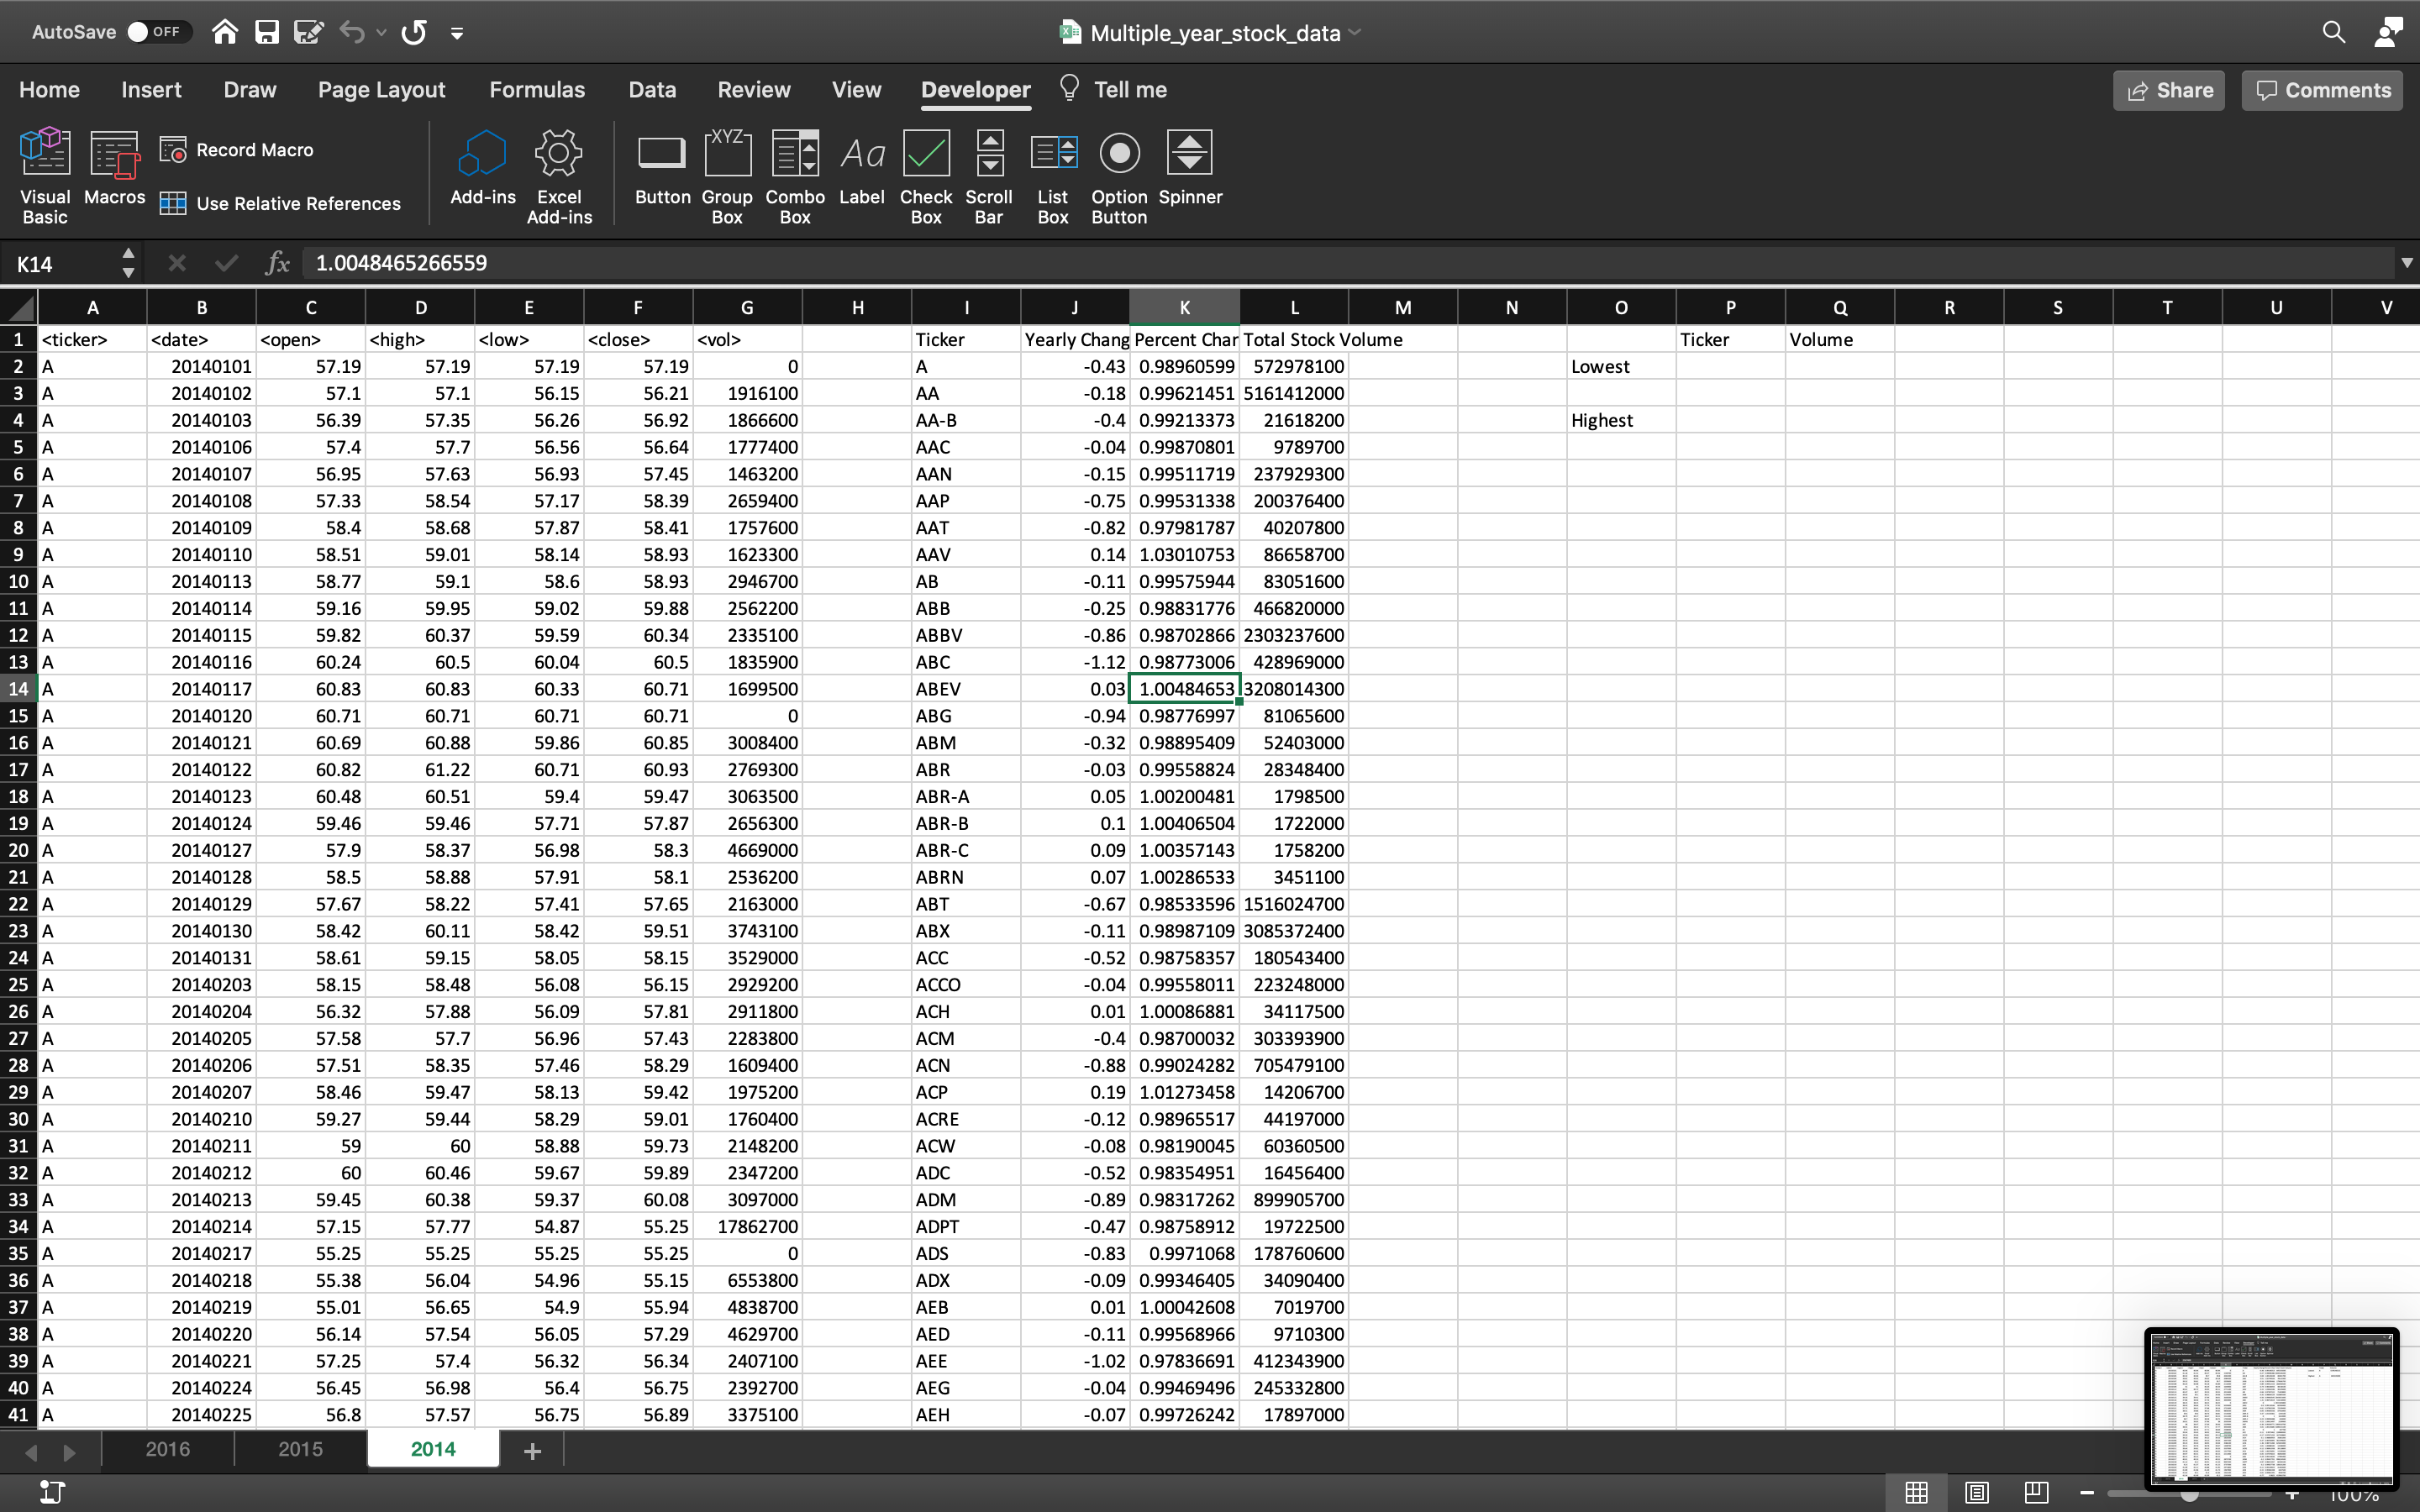 AutoSave OFF Multiple_year_stock_data
Home Insert Draw Page Layout Formulas Data Review View Developer Tell me Share Comments
Visual Basic Macros Record Macro Use Relative References Add-ins Excel Add-ins Button Group Box Combo Box Label Check Box Scroll Bar List Box Option Button Spinner
XYZ Aa
K14 fx 1.0048465266559
A B C D E F G H I J K L M N O P Q R S T U V
1 <ticker> <date> <open> <high> <low> <close> <vol> Ticker Yearly Chang Percent Char Total Stock Volume Ticker Volume
2 A 20140101 57.19 57.19 57.19 57.19 0 A -0.43 0.98960599 572978100 Lowest
3 A 20140102 57.1 57.1 56.15 56.21 1916100 AA -0.18 0.99621451 5161412000
4 A 20140103 56.39 57.35 56.26 56.92 1866600 AA-B -0.4 0.99213373 21618200 Highest
5 A 20140106 57.4 57.7 56.56 56.64 1777400 AAC -0.04 0.99870801 9789700
6 A 20140107 56.95 57.63 56.93 57.45 1463200 AAN -0.15 0.99511719 237929300
7 A 20140108 57.33 58.54 57.17 58.39 2659400 AAP -0.75 0.99531338 200376400
8 A 20140109 58.4 58.68 57.87 58.41 1757600 AAT -0.82 0.97981787 40207800
9 A 20140110 58.51 59.01 58.14 58.93 1623300 AAV 0.14 1.03010753 86658700
10 A 20140113 58.77 59.1 58.6 58.93 2946700 AB -0.11 0.99575944 83051600
11 A 20140114 59.16 59.95 59.02 59.88 2562200 ABB -0.25 0.98831776 466820000
12 A 20140115 59.82 60.37 59.59 60.34 2335100 ABBV -0.86 0.98702866 2303237600
13 A 20140116 60.24 60.5 60.04 60.5 1835900 ABC -1.12 0.98773006 428969000
14 A 20140117 60.83 60.83 60.33 60.71 1699500 ABEV 0.03 1.00484653 3208014300
15 A 20140120 60.71 60.71 60.71 60.71 0 ABG -0.94 0.98776997 81065600
16 A 20140121 60.69 60.88 59.86 60.85 3008400 ABM -0.32 0.98895409 52403000
17 A 20140122 60.82 61.22 60.71 60.93 2769300 ABR -0.03 0.99558824 28348400
18 A 20140123 60.48 60.51 59.4 59.47 3063500 ABR-A 0.05 1.00200481 1798500
19 A 20140124 59.46 59.46 57.71 57.87 2656300 ABR-B 0.1 1.00406504 1722000
20 A 20140127 57.9 58.37 56.98 58.3 4669000 ABR-C 0.09 1.00357143 1758200
21 A 20140128 58.5 58.88 57.91 58.1 2536200 ABRN 0.07 1.00286533 3451100
22 A 20140129 57.67 58.22 57.41 57.65 2163000 ABT -0.67 0.98533596 1516024700
23 A 20140130 58.42 60.11 58.42 59.51 3743100 ABX -0.11 0.98987109 3085372400
24 A 20140131 58.61 59.15 58.05 58.15 3529000 ACC -0.52 0.98758357 180543400
25 A 20140203 58.15 58.48 56.08 56.15 2929200 ACCO -0.04 0.99558011 223248000
26 A 20140204 56.32 57.88 56.09 57.81 2911800 ACH 0.01 1.00086881 34117500
27 A 20140205 57.58 57.7 56.96 57.43 2283800 ACM -0.4 0.98700032 303393900
28 A 20140206 57.51 58.35 57.46 58.29 1609400 ACN -0.88 0.99024282 705479100
29 A 20140207 58.46 59.47 58.13 59.42 1975200 ACP 0.19 1.01273458 14206700
30 A 20140210 59.27 59.44 58.29 59.01 1760400 ACRE -0.12 0.98965517 44197000
31 A 20140211 59 60 58.88 59.73 2148200 ACW -0.08 0.98190045 60360500
32 A 20140212 60 60.46 59.67 59.89 2347200 ADC -0.52 0.98354951 16456400
33 A 20140213 59.45 60.38 59.37 60.08 3097000 ADM -0.89 0.98317262 899905700
34 A 20140214 57.15 57.77 54.87 55.25 17862700 ADPT -0.47 0.98758912 19722500
35 A 20140217 55.25 55.25 55.25 55.25 0 ADS -0.83 0.9971068 178760600
36 A 20140218 55.38 56.04 54.96 55.15 6553800 ADX -0.09 0.99346405 34090400
37 A 20140219 55.01 56.65 54.9 55.94 4838700 AEB 0.01 1.00042608 7019700
38 A 20140220 56.14 57.54 56.05 57.29 4629700 AED -0.11 0.99568966 9710300
39 A 20140221 57.25 57.4 56.32 56.34 2407100 AEE -1.02 0.97836691 412343900
40 A 20140224 56.45 56.98 56.4 56.75 2392700 AEG -0.04 0.99469496 245332800
41 A 20140225 56.8 57.57 56.75 56.89 3375100 AEH -0.07 0.99726242 17897000
2016 2015 2014
100%